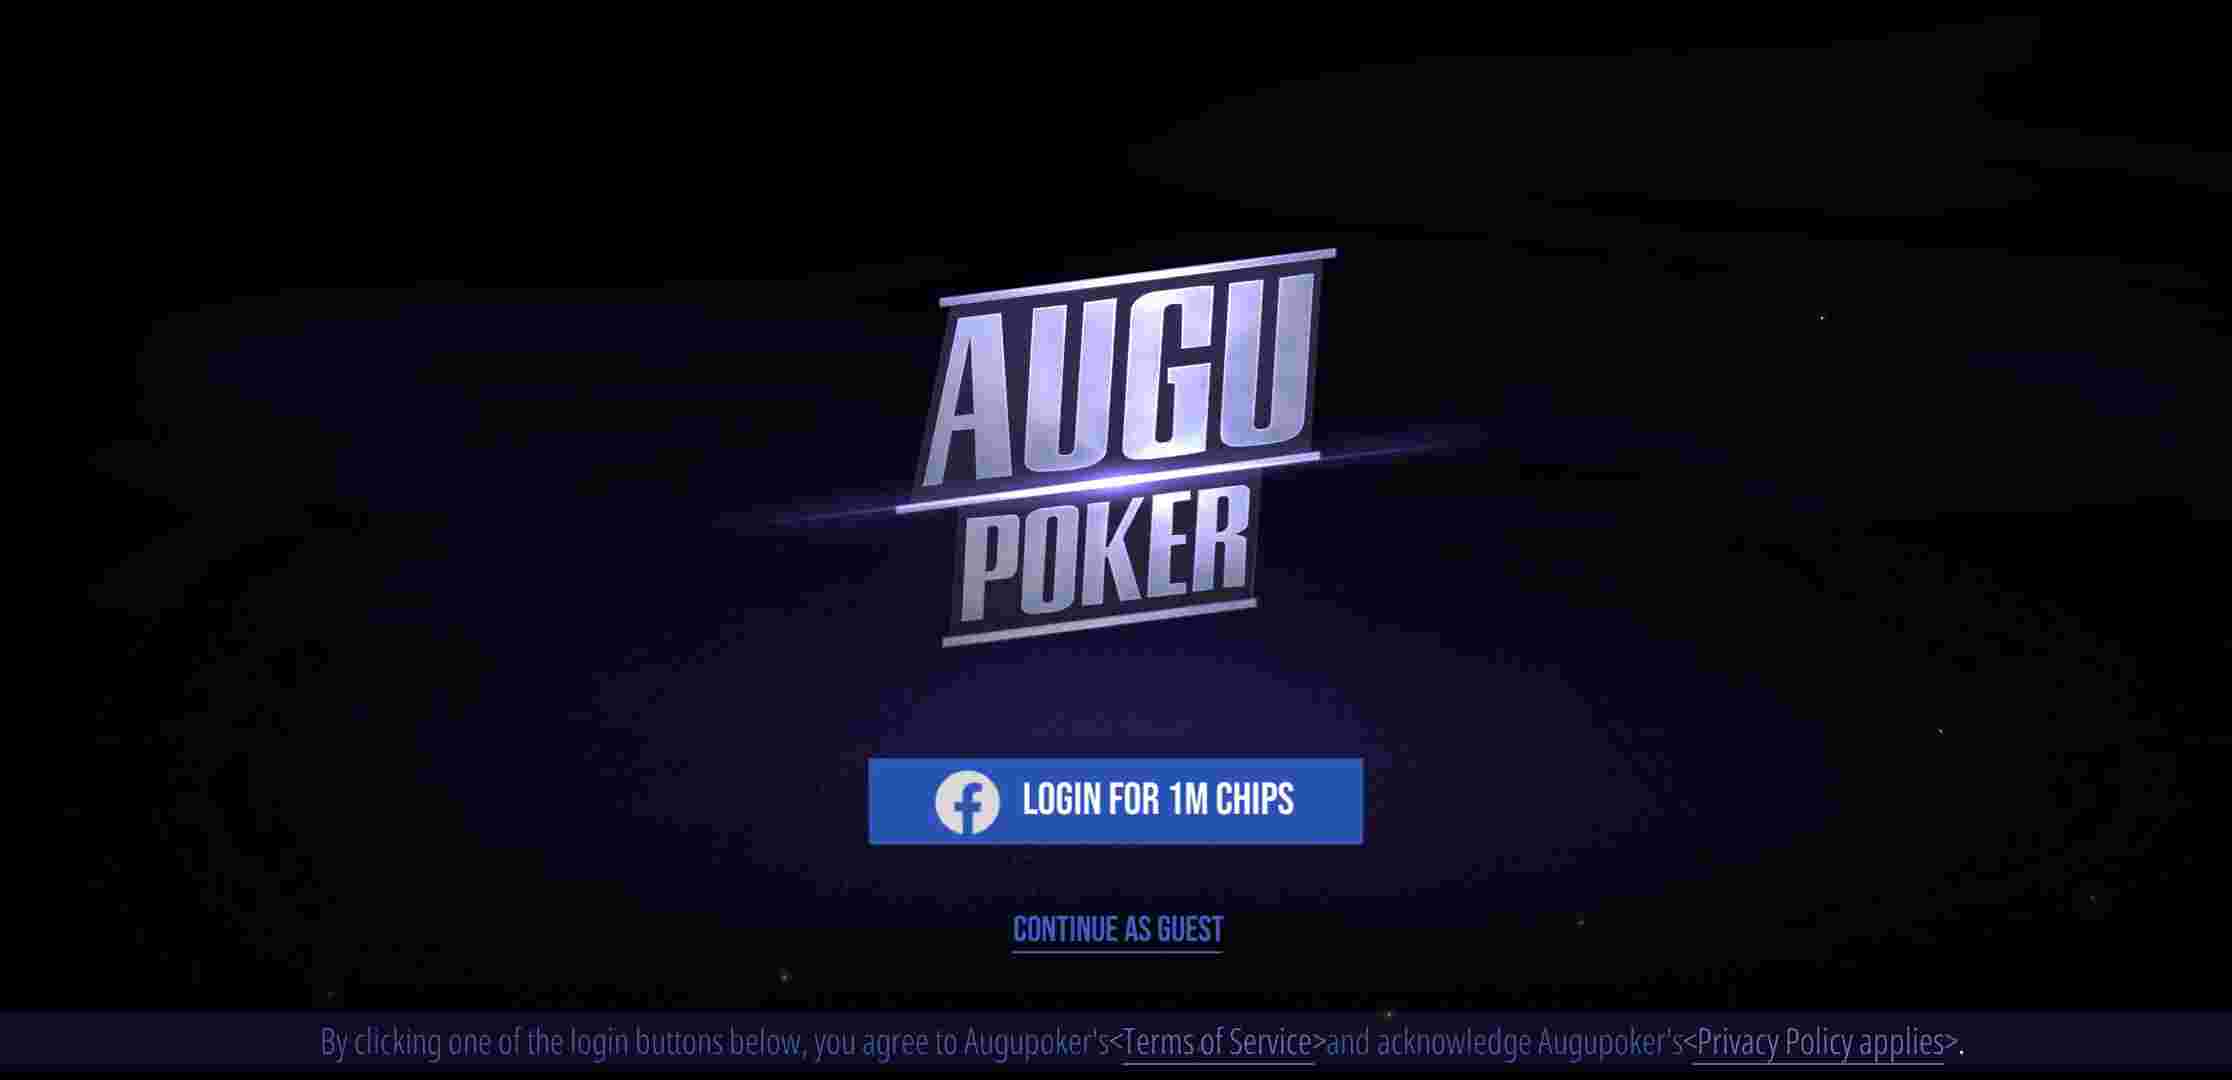 AUGU
POKER
LOGIN FOR 1M CHIPS
CONTINUE AS GUEST
By clicking one of the login buttons below, you agree to Augupoker's<Terms of Service>and acknowledge Augupoker's<Privacy Policy applies>.